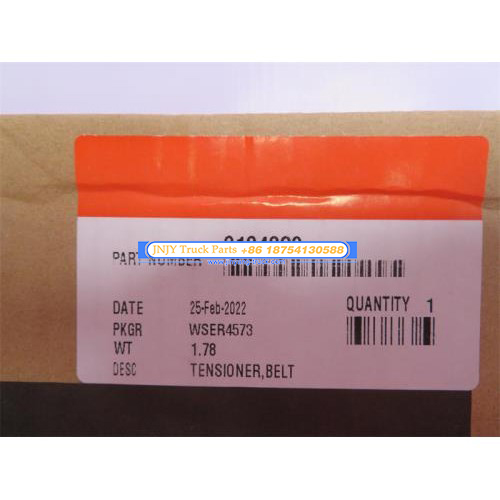 JNJY Truck Parts +86 18754130588
PART NUMBER
DATE 25-Feb-2022
QUANTITY 1
PKGR WSER4573
WT 1.78
DESC TENSIONER,BELT